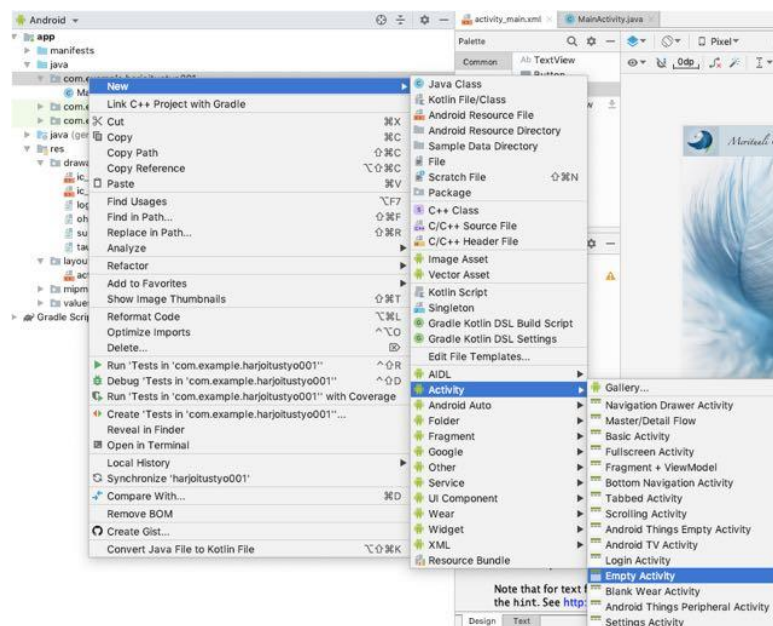 Android
activity_main.xml
MainActivity.java
app
Palette
Pixel
manifests
Common
Ab TextView
0dp
java
Button
New
Java Class
Link C++ Project with Gradle
Kotlin File/Class
Android Resource File
Cut ⌘X
Android Resource Directory
java
Copy ⌘C
Sample Data Directory
res
Copy Path ⇧⌘C
File
Copy Reference ⌥⇧⌘C
Scratch File ⇧⌘N
Paste ⌘V
Package
Find Usages ⌥F7
C++ Class
Find in Path... ⇧⌘F
C/C++ Source File
Replace in Path... ⇧⌘R
C/C++ Header File
Analyze
Image Asset
Refactor
Vector Asset
Add to Favorites
Kotlin Script
Show Image Thumbnails ⇧⌘T
Singleton
Reformat Code ⌥⌘L
Gradle Kotlin DSL Build Script
Optimize Imports ^⌥O
Gradle Kotlin DSL Settings
Delete... ⌦
Edit File Templates...
Run 'Tests in 'com.example.harjoitustyo001'' ^⇧R
AIDL
Debug 'Tests in 'com.example.harjoitustyo001'' ^⇧D
Activity
Run 'Tests in 'com.example.harjoitustyo001'' with Coverage
Android Auto
Create 'Tests in 'com.example.harjoitustyo001''...
Folder
Reveal in Finder
Fragment
Open in Terminal
Google
Local History
Other
Synchronize 'harjoitustyo001'
Service
Compare With... ⌘D
UI Component
Remove BOM
Wear
Create Gist...
Widget
Convert Java File to Kotlin File ⌥⇧⌘K
XML
Resource Bundle
Gallery...
Navigation Drawer Activity
Master/Detail Flow
Basic Activity
Fullscreen Activity
Fragment + ViewModel
Bottom Navigation Activity
Tabbed Activity
Scrolling Activity
Android Things Empty Activity
Android TV Activity
Login Activity
Empty Activity
Blank Wear Activity
Android Things Peripheral Activity
Settings Activity
Note that for text
the hint. See http:
Design Text